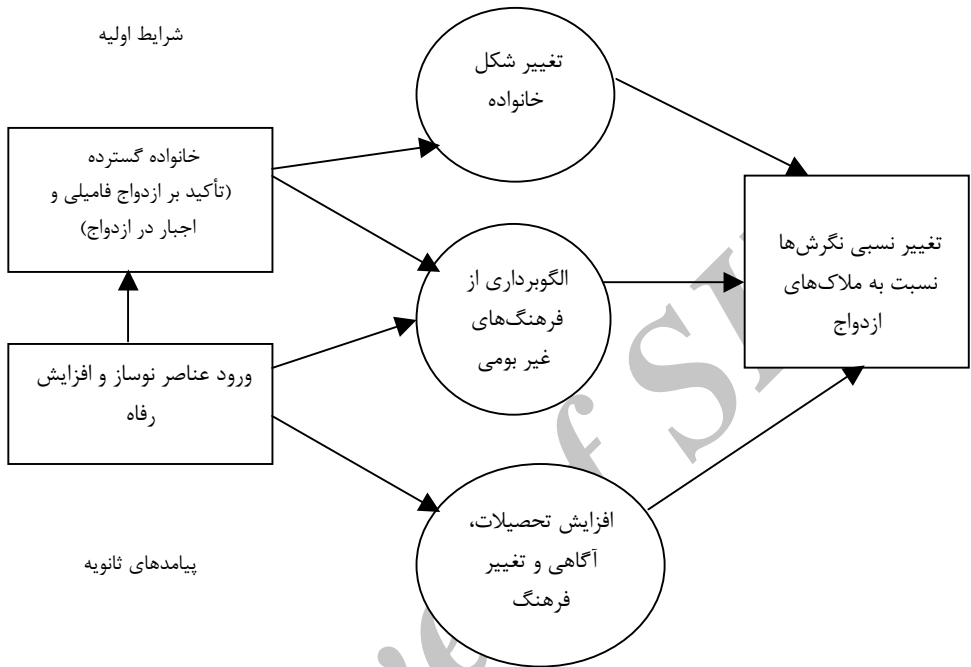 شرایط اولیه
تغییر شکل
خانواده
خانواده گسترده
(تأکید بر ازدواج فامیلی و
اجبار در ازدواج)
الگوبرداری از
فرهنگ‌های
غیر بومی
تغییر نسبی نگرش‌ها
نسبت به ملاک‌های
ازدواج
ورود عناصر نوساز و افزایش
رفاه
افزایش تحصیلات،
آگاهی و تغییر
فرهنگ
پیامدهای ثانویه
of